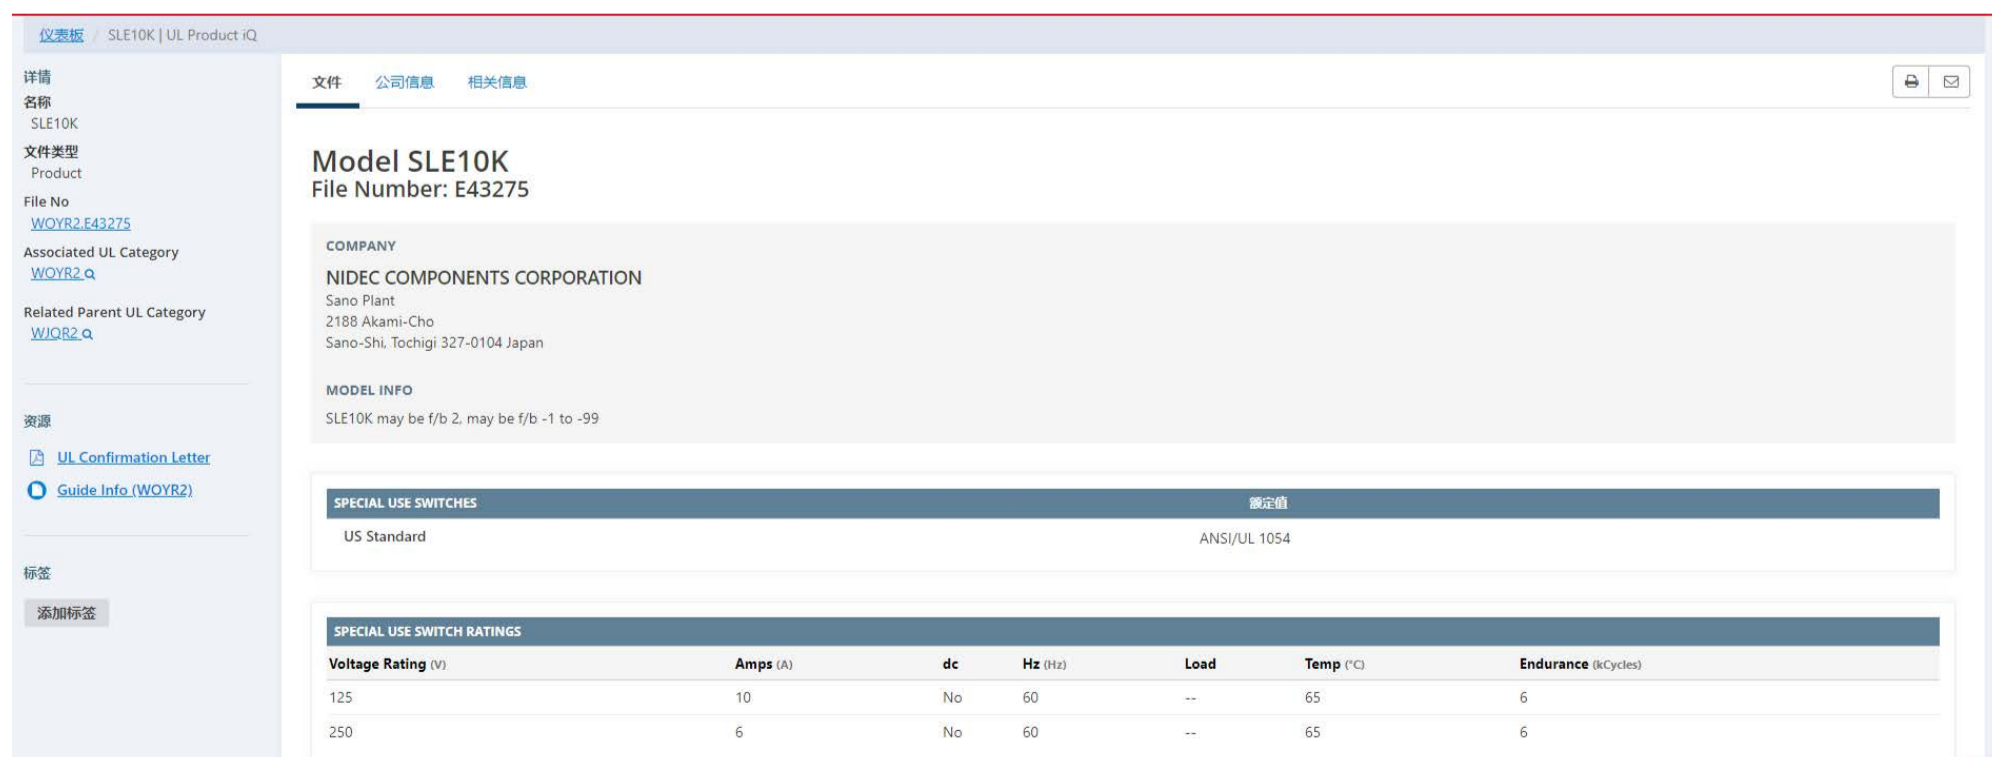 仪表板 / SLE10K | UL Product iQ
详情
名称
SLE10K
文件类型
Product
File No
WOYR2.E43275
Associated UL Category
WOYR2
Related Parent UL Category
WJQR2
资源
UL Confirmation Letter
Guide Info (WOYR2)
标签
添加标签
文件 公司信息 相关信息
Model SLE10K
File Number: E43275
COMPANY
NIDEC COMPONENTS CORPORATION
Sano Plant
2188 Akami-Cho
Sano-Shi, Tochigi 327-0104 Japan
MODEL INFO
SLE10K may be f/b 2, may be f/b -1 to -99
SPECIAL USE SWITCHES 额定值
US Standard ANSI/UL 1054
SPECIAL USE SWITCH RATINGS
Voltage Rating (V) Amps (A) dc Hz (Hz) Load Temp (°C) Endurance (kCycles)
125 10 No 60 -- 65 6
250 6 No 60 -- 65 6